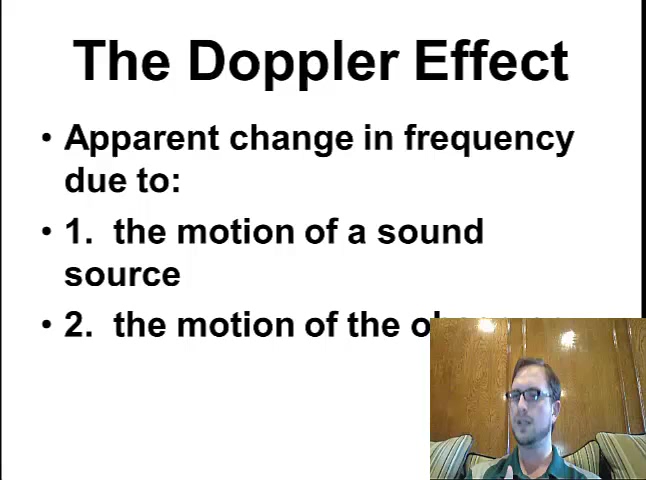 The Doppler Effect
• Apparent change in frequency
due to:
• 1. the motion of a sound
source
• 2. the motion of the